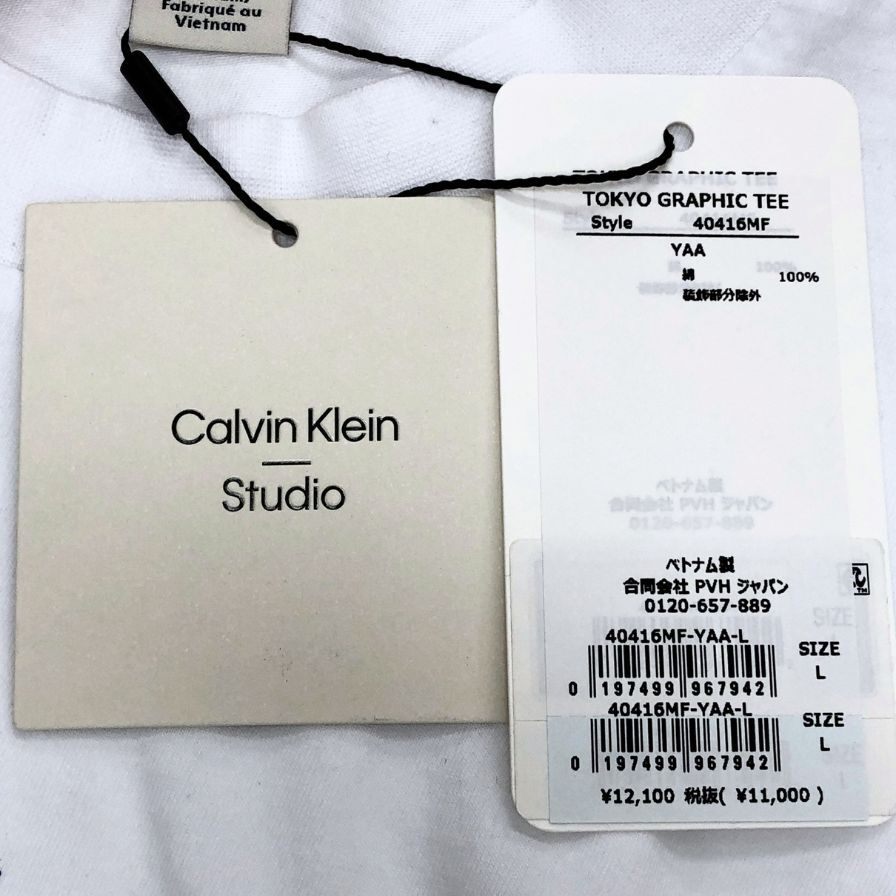 Fabriqué au
Vietnam
Calvin Klein
Studio
TOKYO GRAPHIC TEE
Style 40416MF
YAA
綿 100%
装飾部分除外
ベトナム製
合同会社 PVH ジャパン
0120-657-889
40416MF-YAA-L
SIZE
L
0 197499 967942
40416MF-YAA-L
SIZE
L
0 197499 967942
¥12,100 税抜( ¥11,000 )